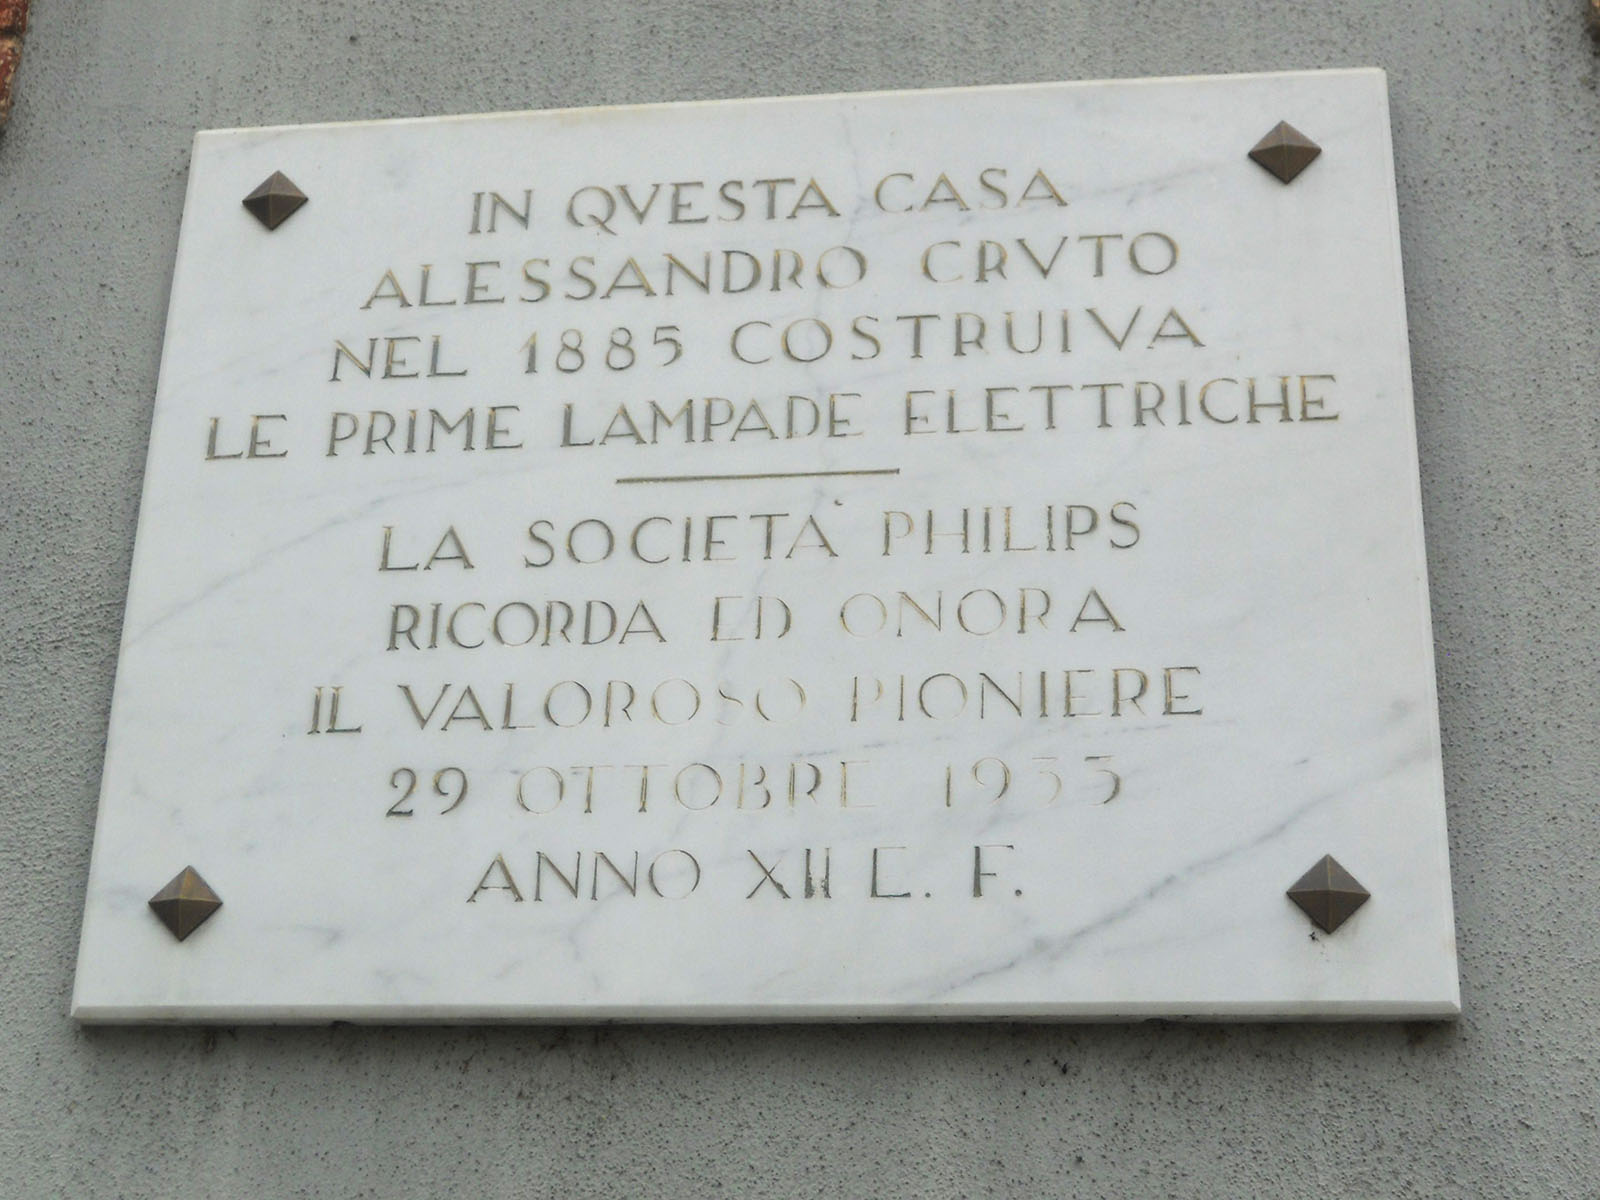 IN QVESTA CASA
ALESSANDRO CRVTO
NEL 1885 COSTRUIVA
LE PRIME LAMPADE ELETTRICHE
LA SOCIETA' PHILIPS
RICORDA ED ONORA
IL VALOROSO PIONIERE
29 OTTOBRE 1933
ANNO XII E. F.